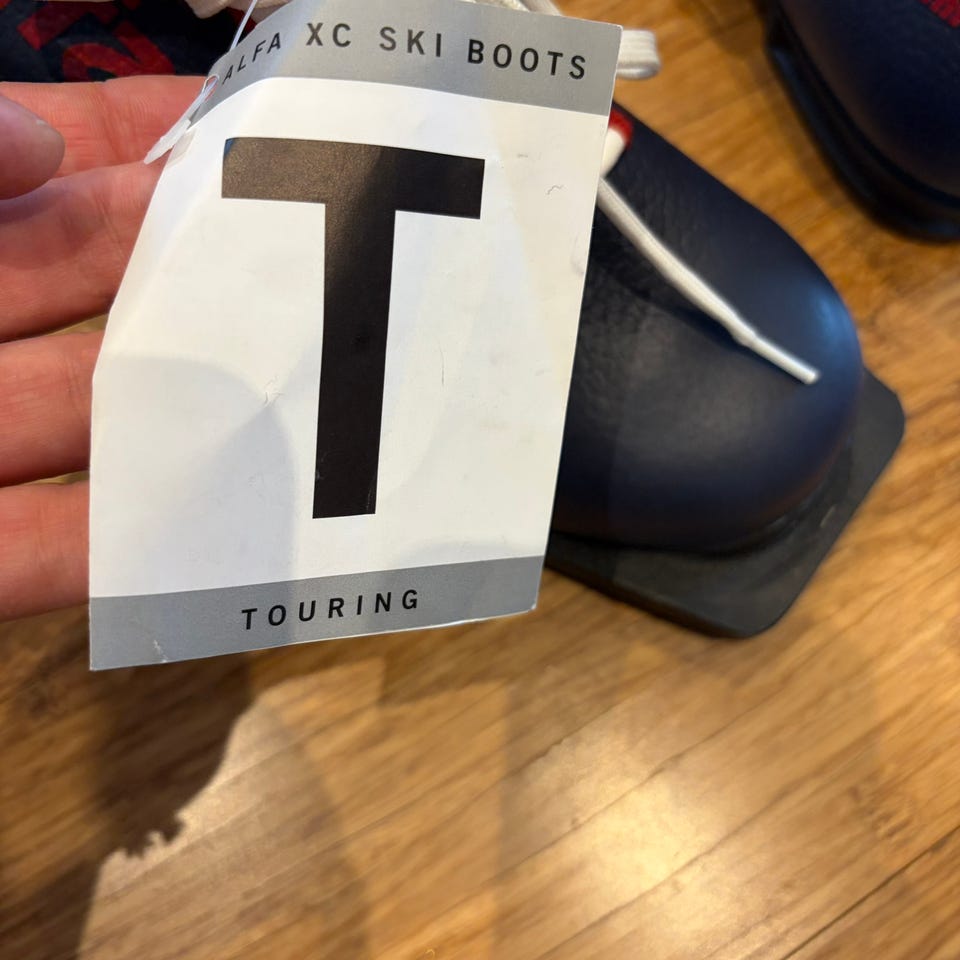 ALFA XC SKI BOOTS
T
TOURING